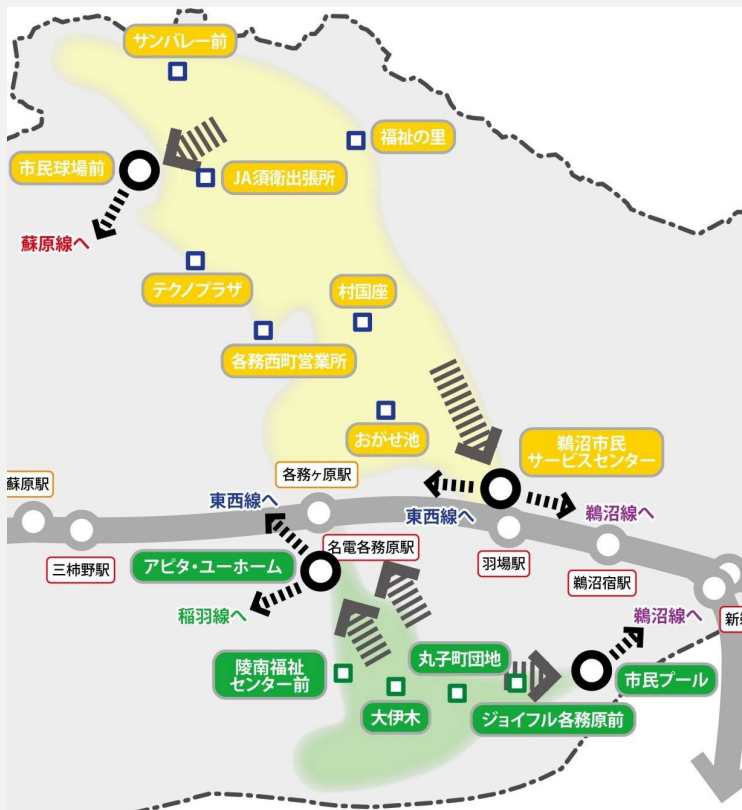 サンバレー前
福祉の里
市民球場前
JA須衛出張所
蘇原線へ
テクノプラザ
村国座
各務西町営業所
おがせ池
鵜沼市民
サービスセンター
各務ヶ原駅
蘇原駅
東西線へ
東西線へ
鵜沼線へ
名電各務原駅
三柿野駅
アピタ・ユーホーム
羽場駅
鵜沼宿駅
稲羽線へ
鵜沼線へ
丸子町団地
陵南福祉
センター前
市民プール
大伊木
ジョイフル各務原前